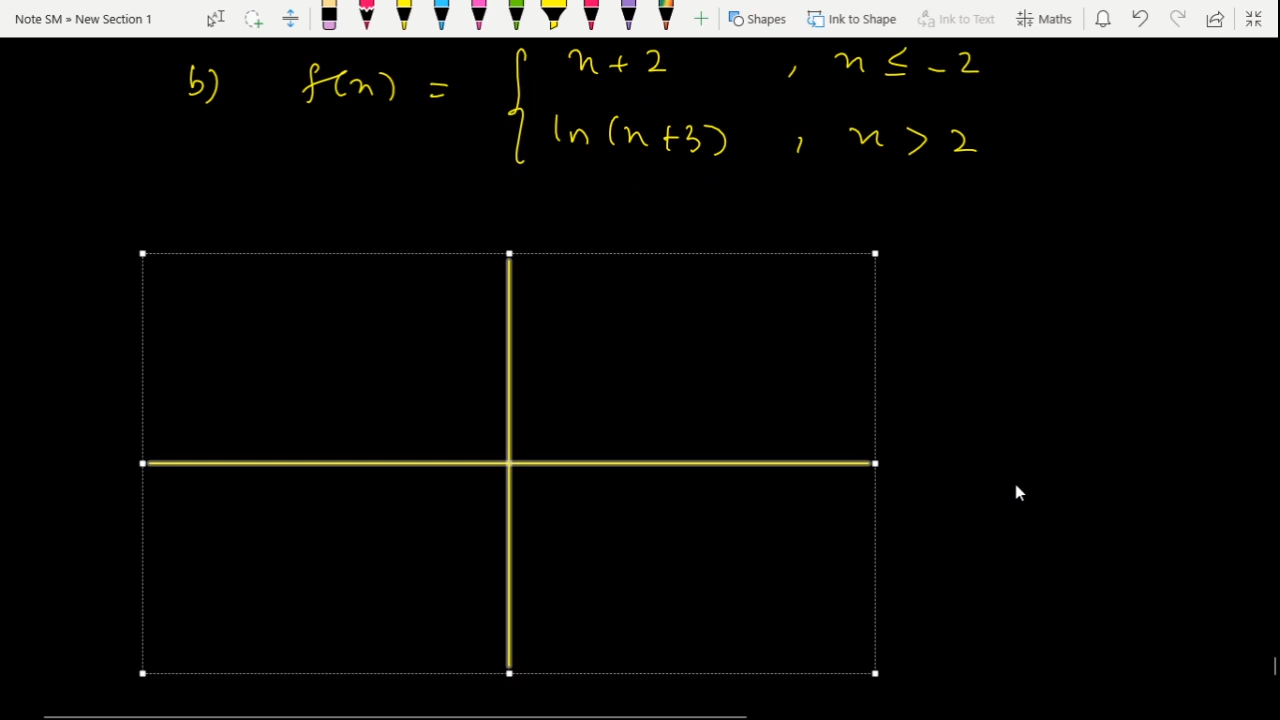 Note SM » New Section 1
Shapes
Ink to Shape
Ink to Text
Maths
b) f(x) = { x + 2 , x ≤ -2
ln (x + 3) , x > 2